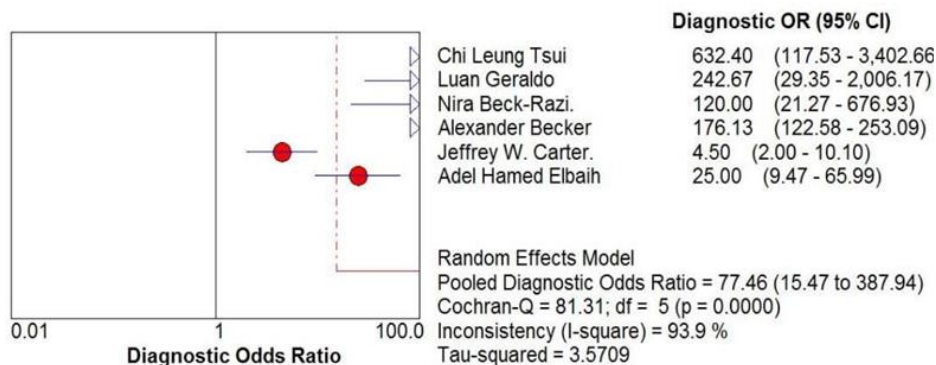 Diagnostic OR (95% CI)
Chi Leung Tsui 632.40 (117.53 - 3,402.66
Luan Geraldo 242.67 (29.35 - 2,006.17)
Nira Beck-Razi. 120.00 (21.27 - 676.93)
Alexander Becker 176.13 (122.58 - 253.09)
Jeffrey W. Carter. 4.50 (2.00 - 10.10)
Adel Hamed Elbaih 25.00 (9.47 - 65.99)
Random Effects Model
Pooled Diagnostic Odds Ratio = 77.46 (15.47 to 387.94)
Cochran-Q = 81.31; df = 5 (p = 0.0000)
Inconsistency (I-square) = 93.9 %
Tau-squared = 3.5709
0.01 1 100.0
Diagnostic Odds Ratio